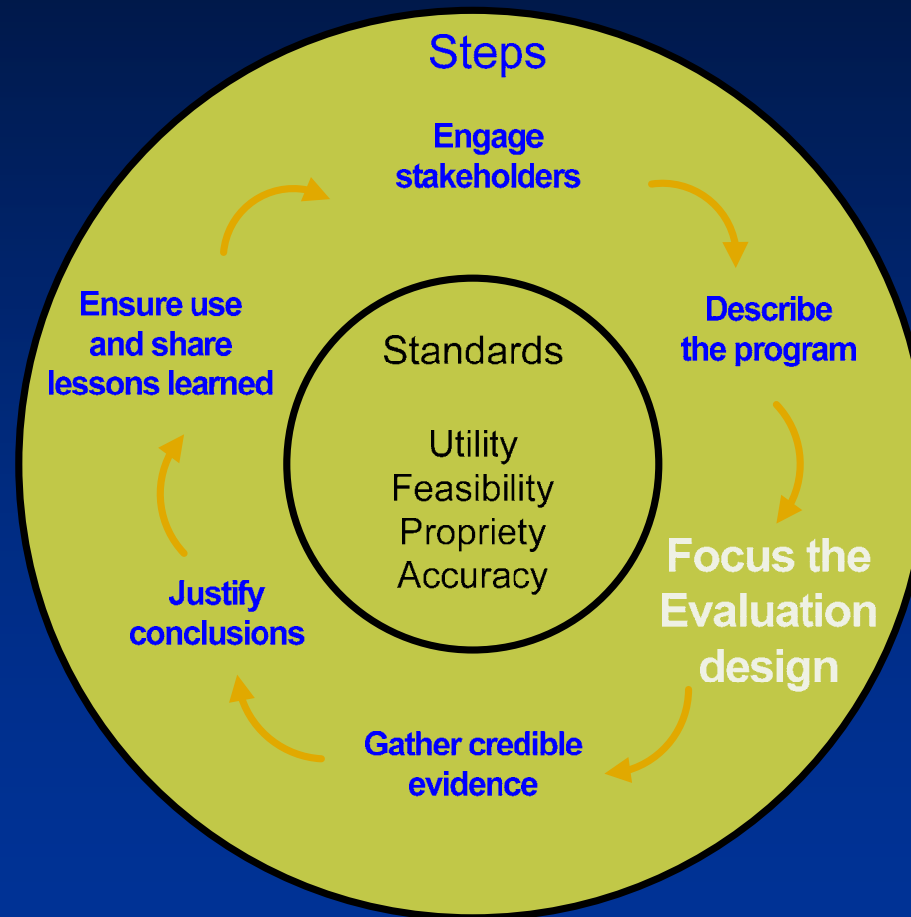 Steps
Engage
stakeholders
Describe
the program
Focus the
Evaluation
design
Gather credible
evidence
Justify
conclusions
Ensure use
and share
lessons learned
Standards
Utility
Feasibility
Propriety
Accuracy